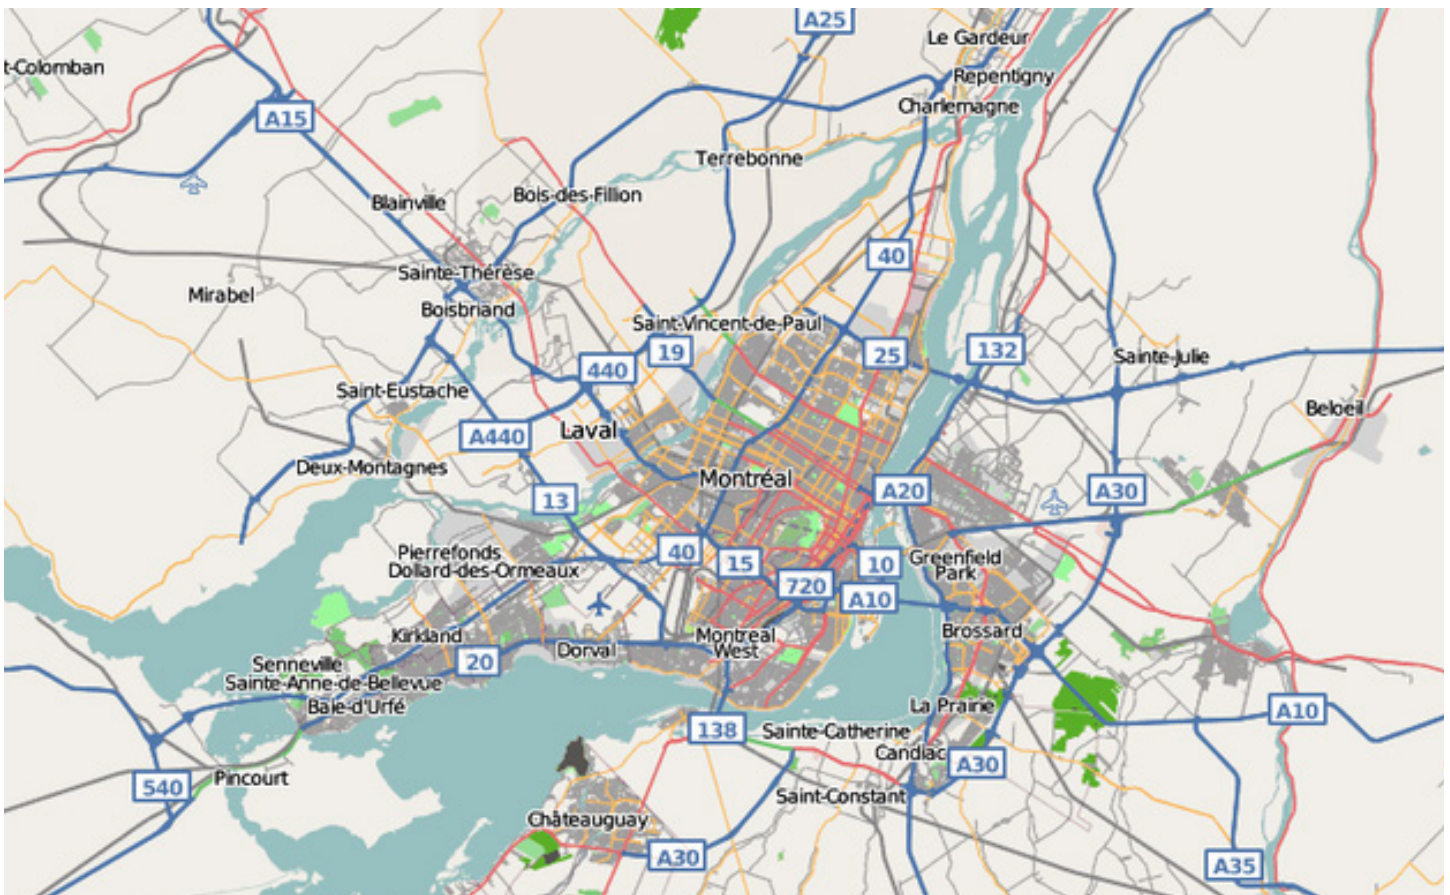 A25
Le Gardeur
t-Colomban
Repentigny
Charlemagne
A15
Terrebonne
Bois-des-Fillion
Blainville
40
Sainte-Thérèse
Mirabel
Boisbriand
Saint-Vincent-de-Paul
19
25
132
Sainte-Julie
440
Saint-Eustache
Beloeil
Laval
A440
Deux-Montagnes
Montréal
A20
A30
13
Pierrefonds
Dollard-des-Ormeaux
40
15
10
Greenfield
Park
720
A10
Kirkland
Montreal
West
Brossard
Dorval
20
Senneville
Sainte-Anne-de-Bellevue
Baie-d'Urfé
La Prairie
A10
138
Sainte-Catherine
Candiac
A30
Pincourt
540
Saint-Constant
Châteauguay
A30
A35